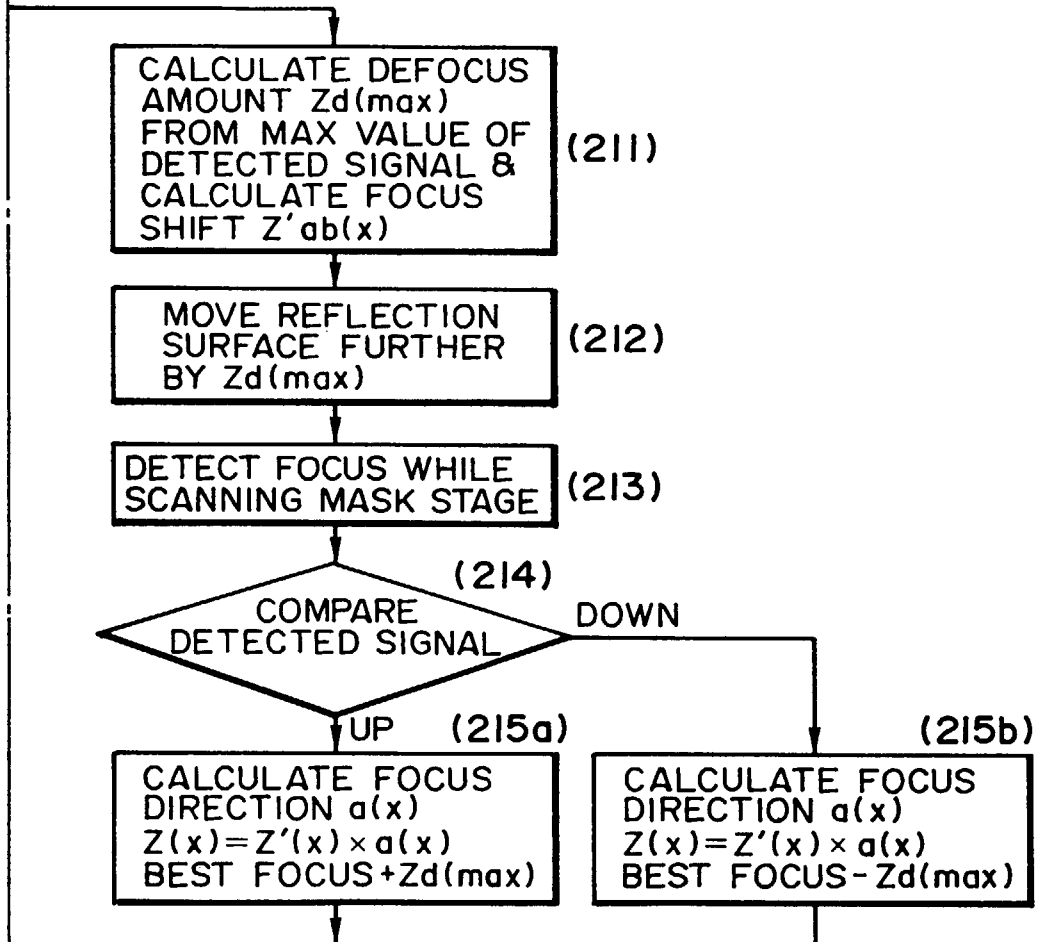 CALCULATE DEFOCUS
AMOUNT Zd(max)
FROM MAX VALUE OF
DETECTED SIGNAL &
CALCULATE FOCUS
SHIFT Z'ab(x)
(211)
MOVE REFLECTION
SURFACE FURTHER
BY Zd(max)
(212)
DETECT FOCUS WHILE
SCANNING MASK STAGE
(213)
(214)
COMPARE
DETECTED SIGNAL
DOWN
UP
(215a)
CALCULATE FOCUS
DIRECTION a(x)
Z(x)=Z'(x)×a(x)
BEST FOCUS+Zd(max)
(215b)
CALCULATE FOCUS
DIRECTION a(x)
Z(x)=Z'(x)×a(x)
BEST FOCUS-Zd(max)